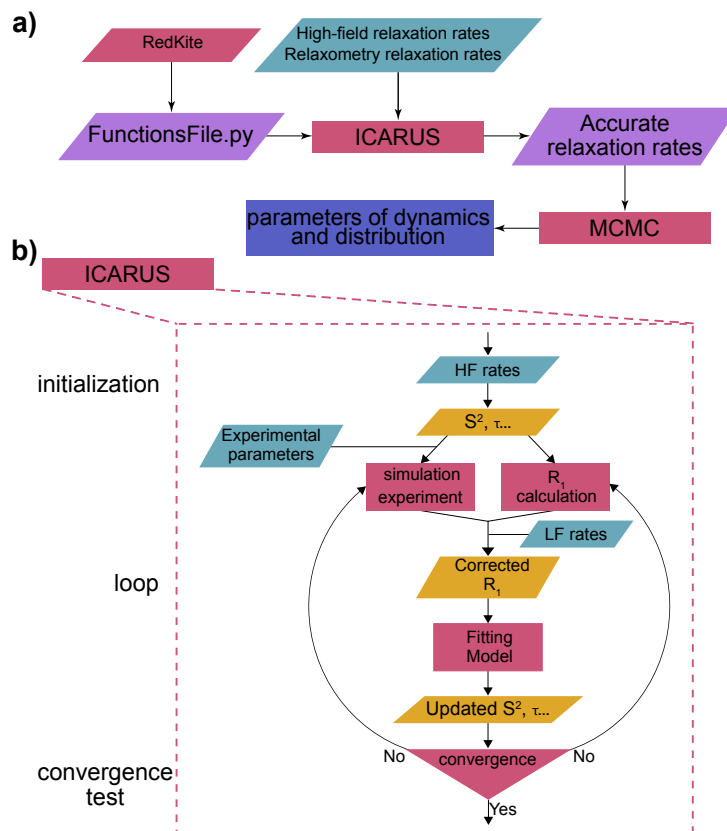 a)
RedKite
High-field relaxation rates
Relaxometry relaxation rates
FunctionsFile.py
ICARUS
Accurate
relaxation rates
parameters of dynamics
and distribution
MCMC
b)
ICARUS
initialization
HF rates
S², τ...
Experimental
parameters
simulation
experiment
R₁
calculation
LF rates
loop
Corrected
R₁
Fitting
Model
Updated S², τ...
convergence
test
No
convergence
No
Yes